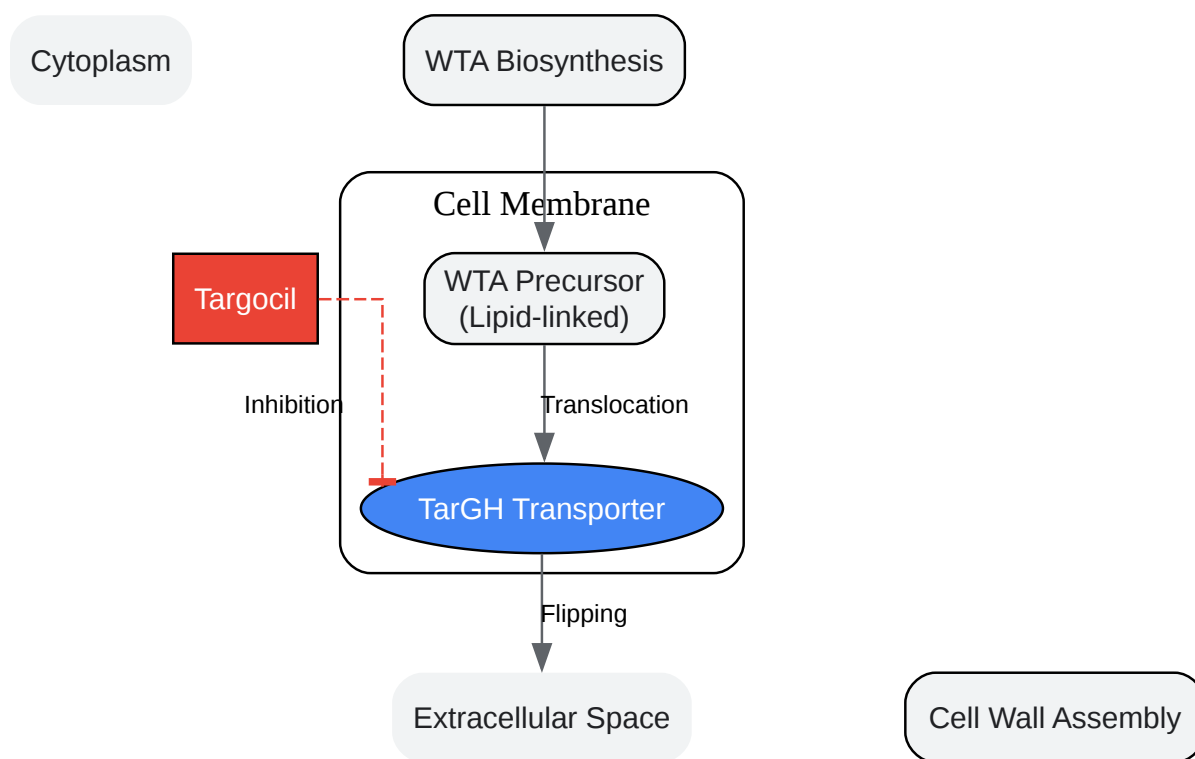 Cytoplasm
WTA Biosynthesis
Cell Membrane
Targocil
WTA Precursor
(Lipid-linked)
Inhibition
Translocation
TarGH Transporter
Flipping
Extracellular Space
Cell Wall Assembly